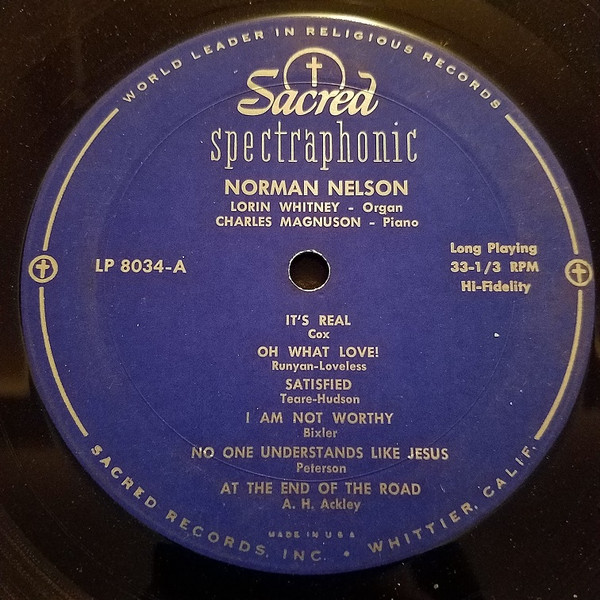 WORLD LEADER IN RELIGIOUS RECORDS
Sacred
spectraphonic
NORMAN NELSON
LORIN WHITNEY - Organ
CHARLES MAGNUSON - Piano
LP 8034-A
Long Playing
33-1/3 RPM
Hi-Fidelity
IT'S REAL
Cox
OH WHAT LOVE!
Runyan-Loveless
SATISFIED
Teare-Hudson
I AM NOT WORTHY
Bixler
NO ONE UNDERSTANDS LIKE JESUS
Peterson
AT THE END OF THE ROAD
A. H. Ackley
MADE IN U S A
SACRED RECORDS, INC. • WHITTIER, CALIF.